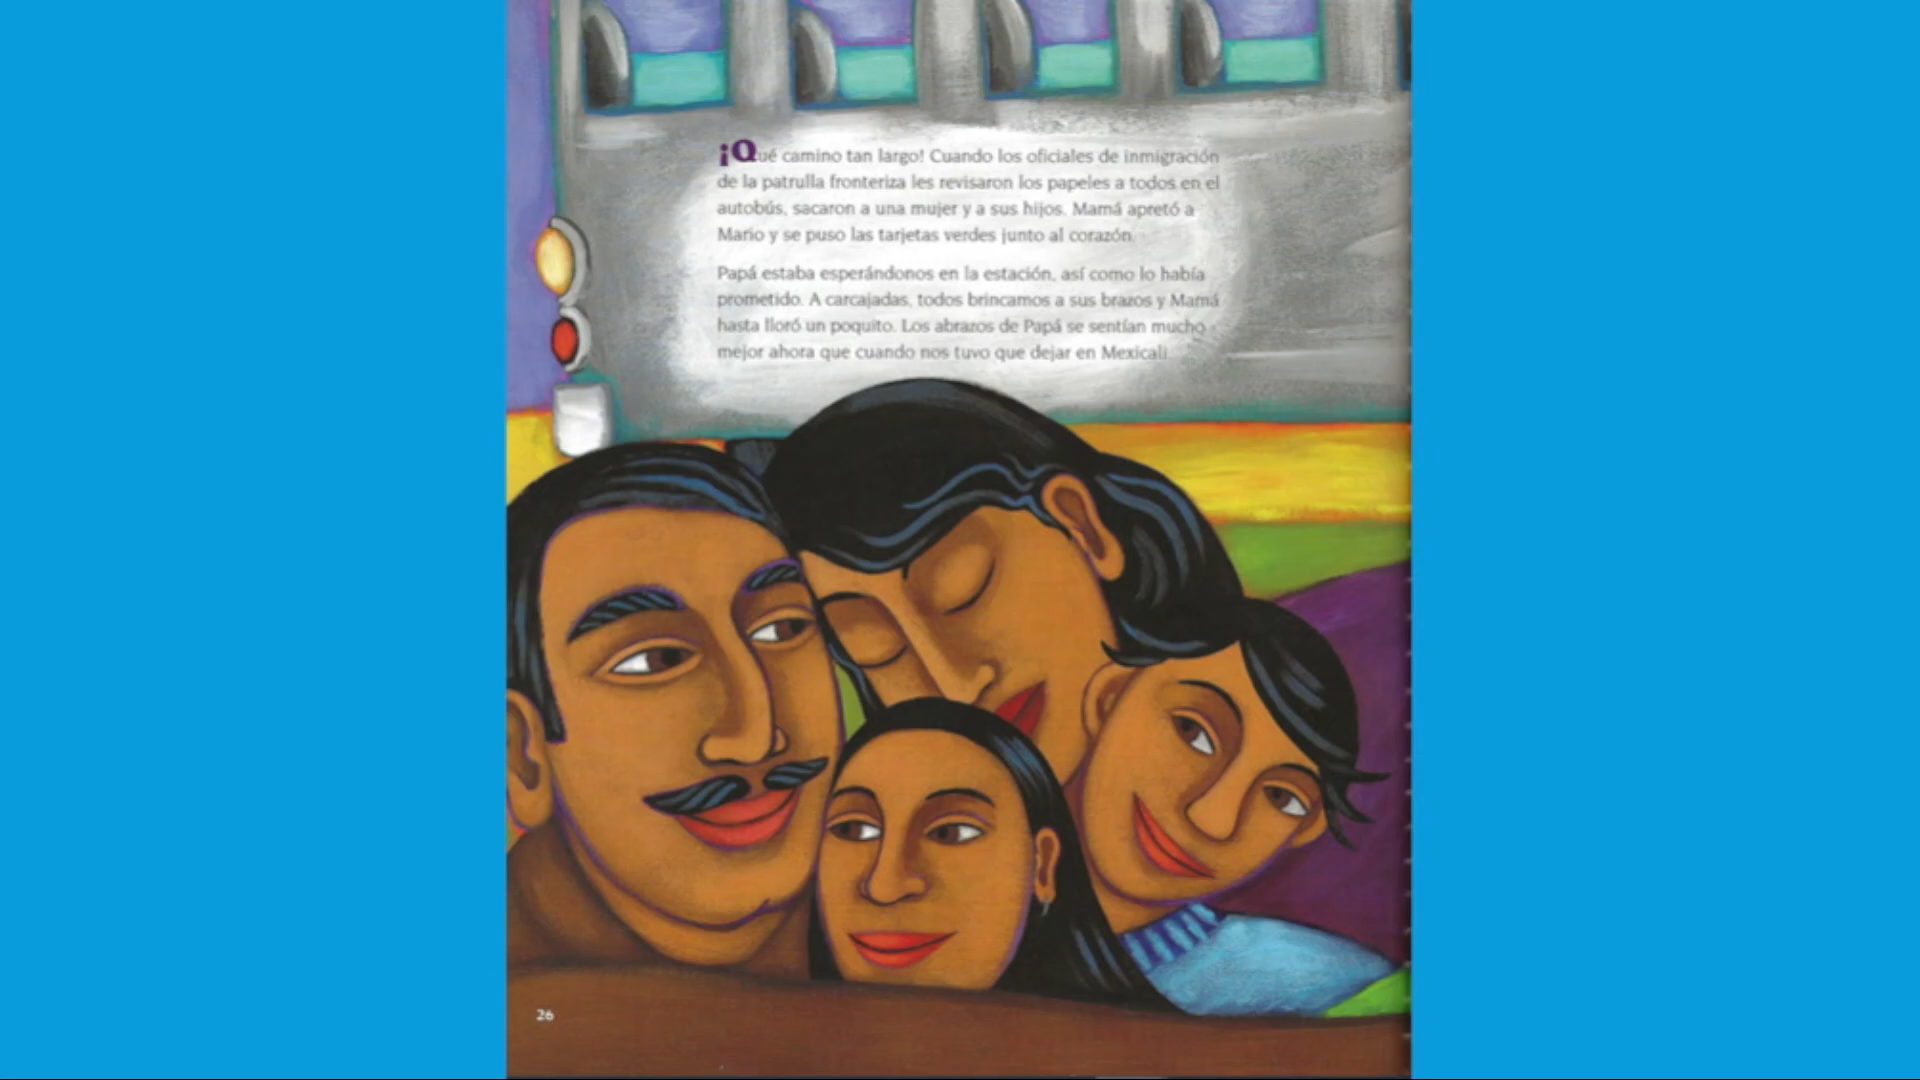 ¡Qué camino tan largo! Cuando los oficiales de inmigración
de la patrulla fronteriza les revisaron los papeles a todos en el
autobús, sacaron a una mujer y a sus hijos. Mamá apretó a
Mario y se puso las tarjetas verdes junto al corazón.
Papá estaba esperándonos en la estación, así como lo había
prometido. A carcajadas, todos brincamos a sus brazos y Mamá
hasta lloró un poquito. Los abrazos de Papá se sentían mucho
mejor ahora que cuando nos tuvo que dejar en Mexicali.
26